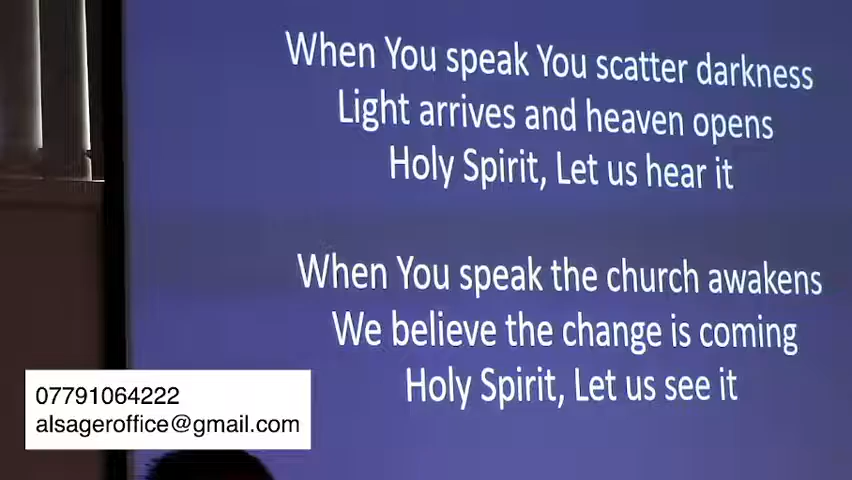 When You speak You scatter darkness
Light arrives and heaven opens
Holy Spirit, Let us hear it
When You speak the church awakens
We believe the change is coming
Holy Spirit, Let us see it
07791064222
alsageroffice@gmail.com